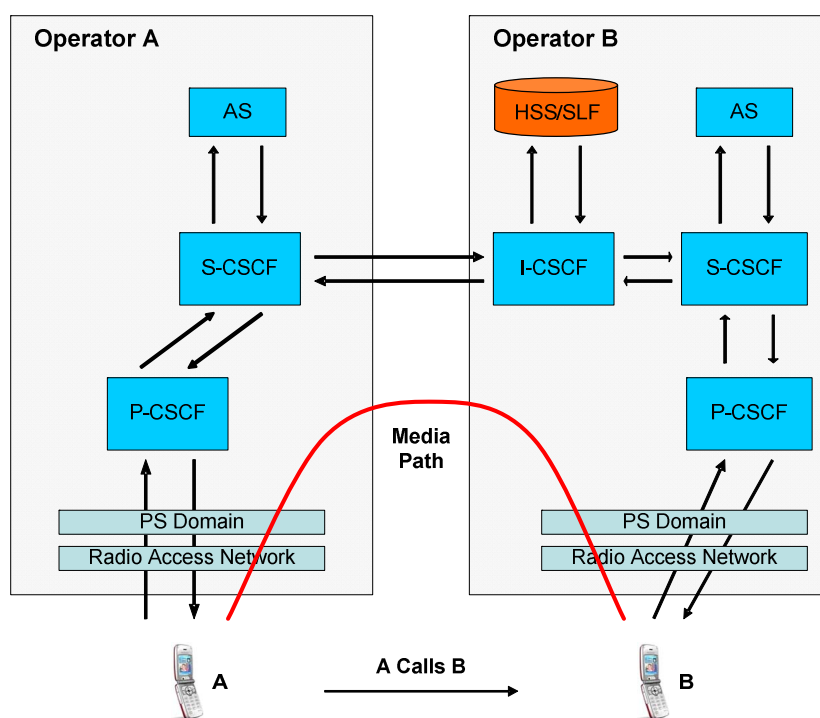 Operator A
Operator B
AS
HSS/SLF
AS
S-CSCF
I-CSCF
S-CSCF
P-CSCF
P-CSCF
Media
Path
PS Domain
PS Domain
Radio Access Network
Radio Access Network
A
A Calls B
B